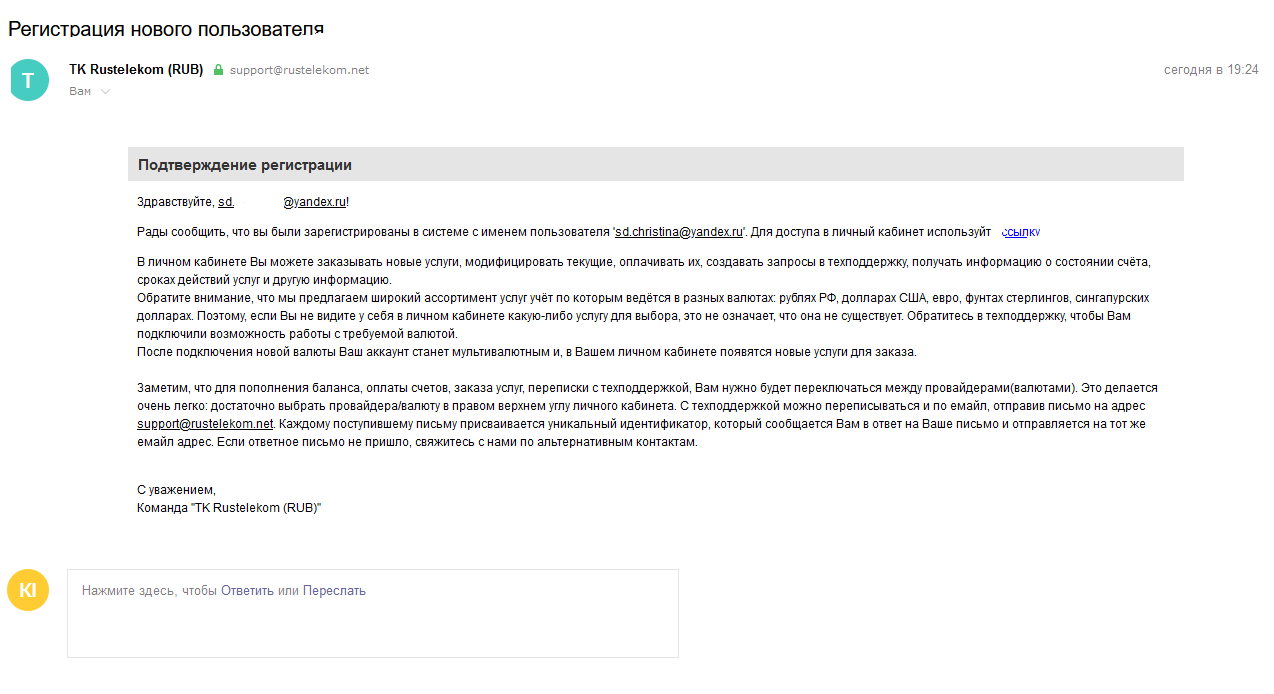 Регистрация нового пользователя
T
TK Rustelekom (RUB) support@rustelekom.net
сегодня в 19:24
Вам
Подтверждение регистрации
Здравствуйте, sd. @yandex.ru!
Рады сообщить, что вы были зарегистрированы в системе с именем пользователя 'sd.christina@yandex.ru'. Для доступа в личный кабинет используйт ссылку
В личном кабинете Вы можете заказывать новые услуги, модифицировать текущие, оплачивать их, создавать запросы в техподдержку, получать информацию о состоянии счёта,
сроках действий услуг и другую информацию.
Обратите внимание, что мы предлагаем широкий ассортимент услуг учёт по которым ведётся в разных валютах: рублях РФ, долларах США, евро, фунтах стерлингов, сингапурских
долларах. Поэтому, если Вы не видите у себя в личном кабинете какую-либо услугу для выбора, это не означает, что она не существует. Обратитесь в техподдержку, чтобы Вам
подключили возможность работы с требуемой валютой.
После подключения новой валюты Ваш аккаунт станет мультивалютным и, в Вашем личном кабинете появятся новые услуги для заказа.
Заметим, что для пополнения баланса, оплаты счетов, заказа услуг, переписки с техподдержкой, Вам нужно будет переключаться между провайдерами(валютами). Это делается
очень легко: достаточно выбрать провайдера/валюту в правом верхнем углу личного кабинета. С техподдержкой можно переписываться и по емайл, отправив письмо на адрес
support@rustelekom.net. Каждому поступившему письму присваивается уникальный идентификатор, который сообщается Вам в ответ на Ваше письмо и отправляется на тот же
емайл адрес. Если ответное письмо не пришло, свяжитесь с нами по альтернативным контактам.
С уважением,
Команда "TK Rustelekom (RUB)"
KI
Нажмите здесь, чтобы Ответить или Переслать